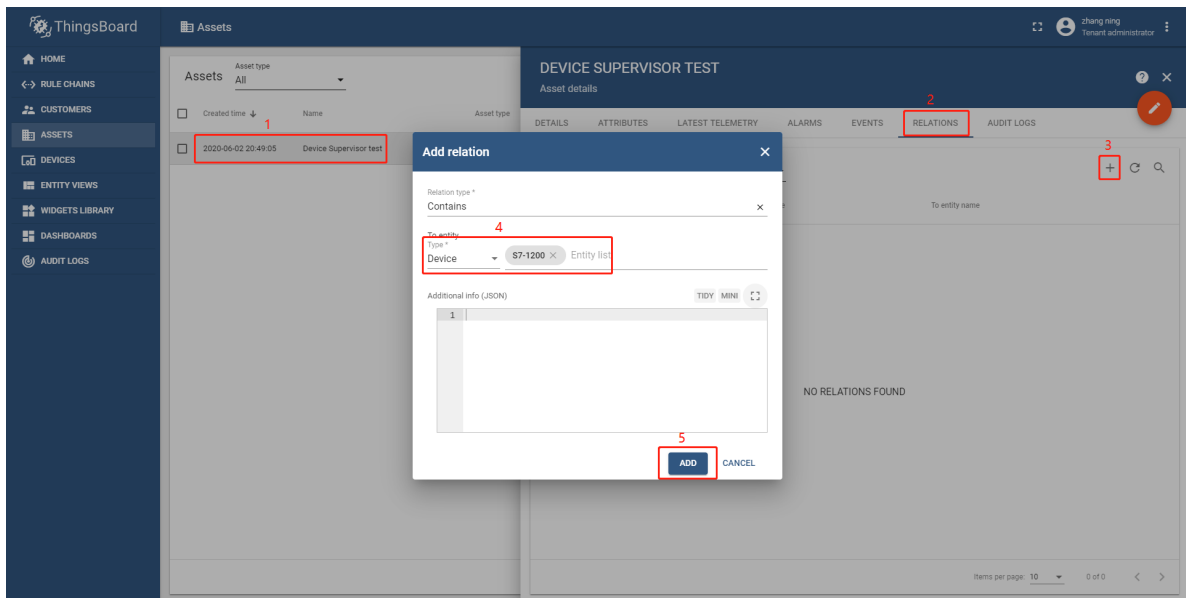 ThingsBoard
Assets
zhang ning
Tenant administrator
HOME
RULE CHAINS
CUSTOMERS
ASSETS
DEVICES
ENTITY VIEWS
WIDGETS LIBRARY
DASHBOARDS
AUDIT LOGS
Assets
Asset type
All
Created time
Name
Asset type
1
2020-06-02 20:49:05 Device Supervisor test
DEVICE SUPERVISOR TEST
Asset details
2
DETAILS ATTRIBUTES LATEST TELEMETRY ALARMS EVENTS RELATIONS AUDIT LOGS
3
To entity name
NO RELATIONS FOUND
Items per page: 10 0 of 0
Add relation
Relation type *
Contains
4
To entity
Type *
Device
S7-1200
Entity list
Additional info (JSON)
TIDY MINI
1
5
ADD CANCEL